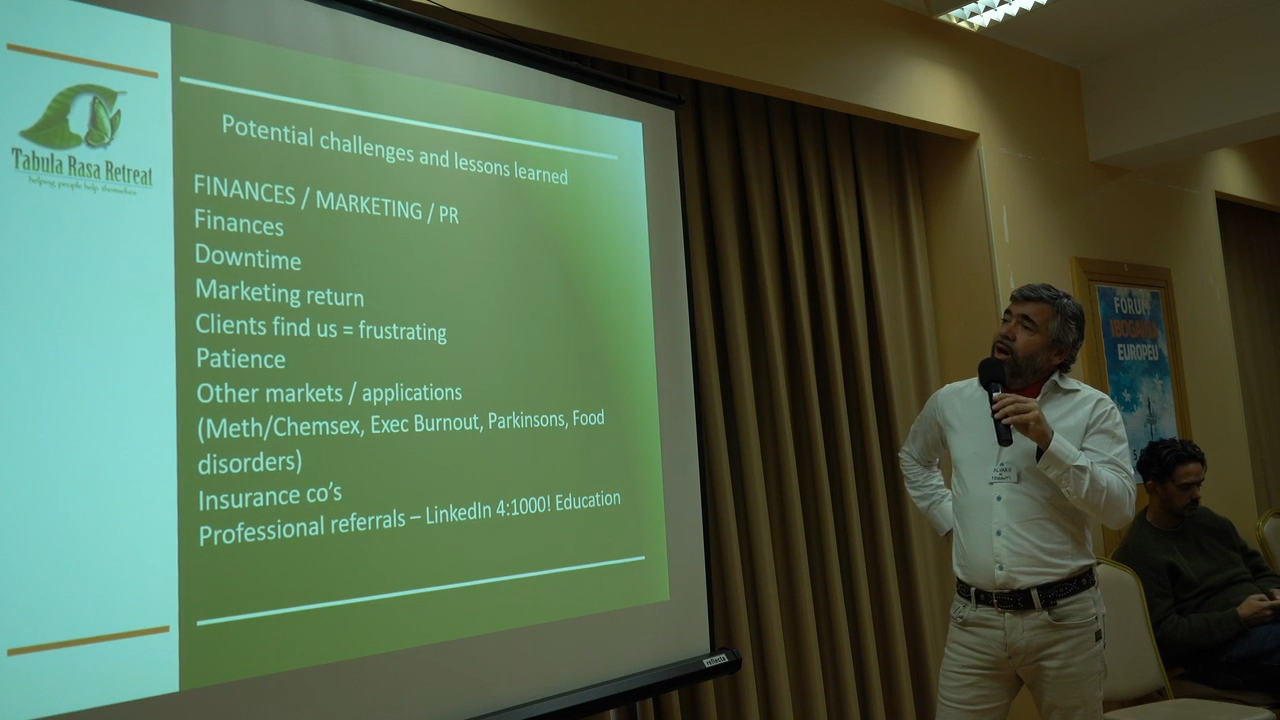 Tabula Rasa Retreat
helping people help themselves
Potential challenges and lessons learned
FINANCES / MARKETING / PR
Finances
Downtime
Marketing return
Clients find us = frustrating
Patience
Other markets / applications
(Meth/Chemsex, Exec Burnout, Parkinsons, Food
disorders)
Insurance co's
Professional referrals – LinkedIn 4:1000! Education
reflecta
FORUM
IBOGAINA
EUROPEU